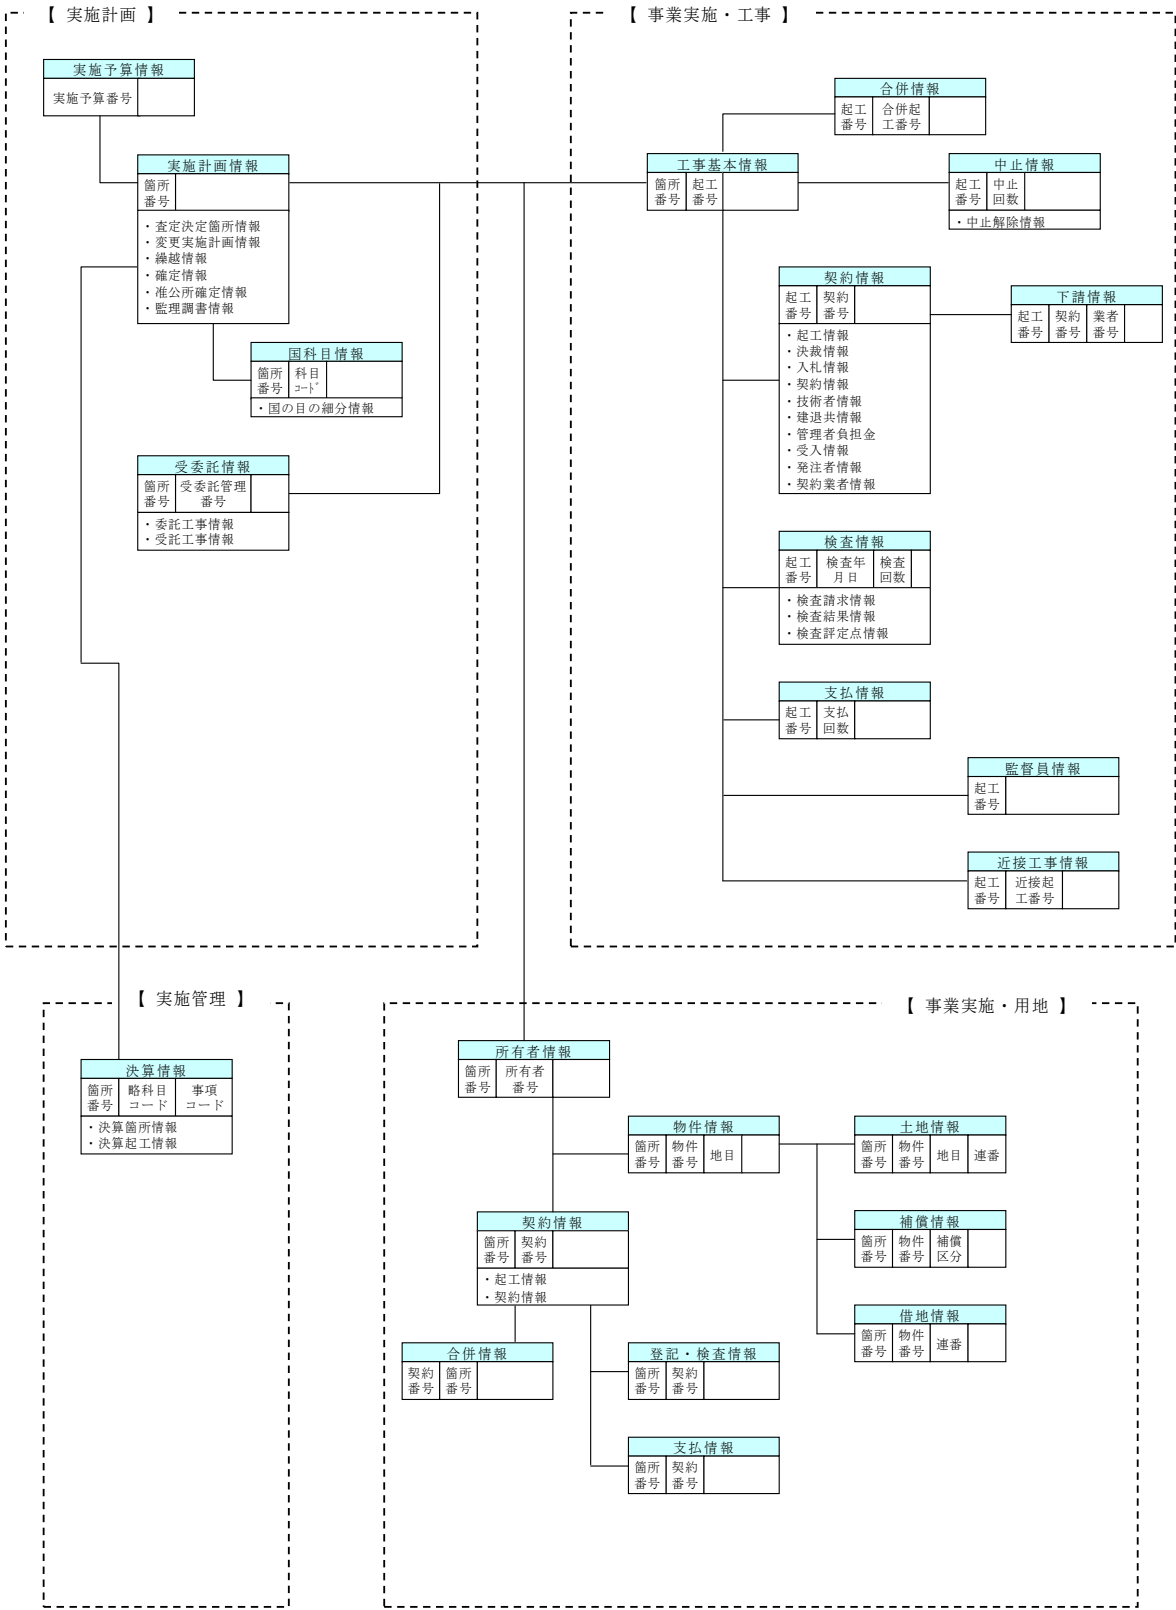 【 実施計画 】
実施予算情報
実施予算番号
実施計画情報
箇所
番号
・査定決定箇所情報
・変更実施計画情報
・繰越情報
・確定情報
・准公所確定情報
・監理調書情報
国科目情報
箇所
番号
科目
コード
・国の目の細分情報
受委託情報
箇所
番号
受委託管理
番号
・委託工事情報
・受託工事情報
【 事業実施・工事 】
合併情報
起工
番号
合併起
工番号
工事基本情報
箇所
番号
起工
番号
中止情報
起工
番号
中止
回数
・中止解除情報
契約情報
起工
番号
契約
番号
・起工情報
・決裁情報
・入札情報
・契約情報
・技術者情報
・建退共情報
・管理者負担金
・受入情報
・発注者情報
・契約業者情報
下請情報
起工
番号
契約
番号
業者
番号
検査情報
起工
番号
検査年
月日
検査
回数
・検査請求情報
・検査結果情報
・検査評定点情報
支払情報
起工
番号
支払
回数
監督員情報
起工
番号
近接工事情報
起工
番号
近接起
工番号
【 実施管理 】
決算情報
箇所
番号
略科目
コード
事項
コード
・決算箇所情報
・決算起工情報
【 事業実施・用地 】
所有者情報
箇所
番号
所有者
番号
物件情報
箇所
番号
物件
番号
地目
土地情報
箇所
番号
物件
番号
地目
連番
補償情報
箇所
番号
物件
番号
補償
区分
借地情報
箇所
番号
物件
番号
連番
契約情報
箇所
番号
契約
番号
・起工情報
・契約情報
合併情報
契約
番号
箇所
番号
登記・検査情報
箇所
番号
契約
番号
支払情報
箇所
番号
契約
番号